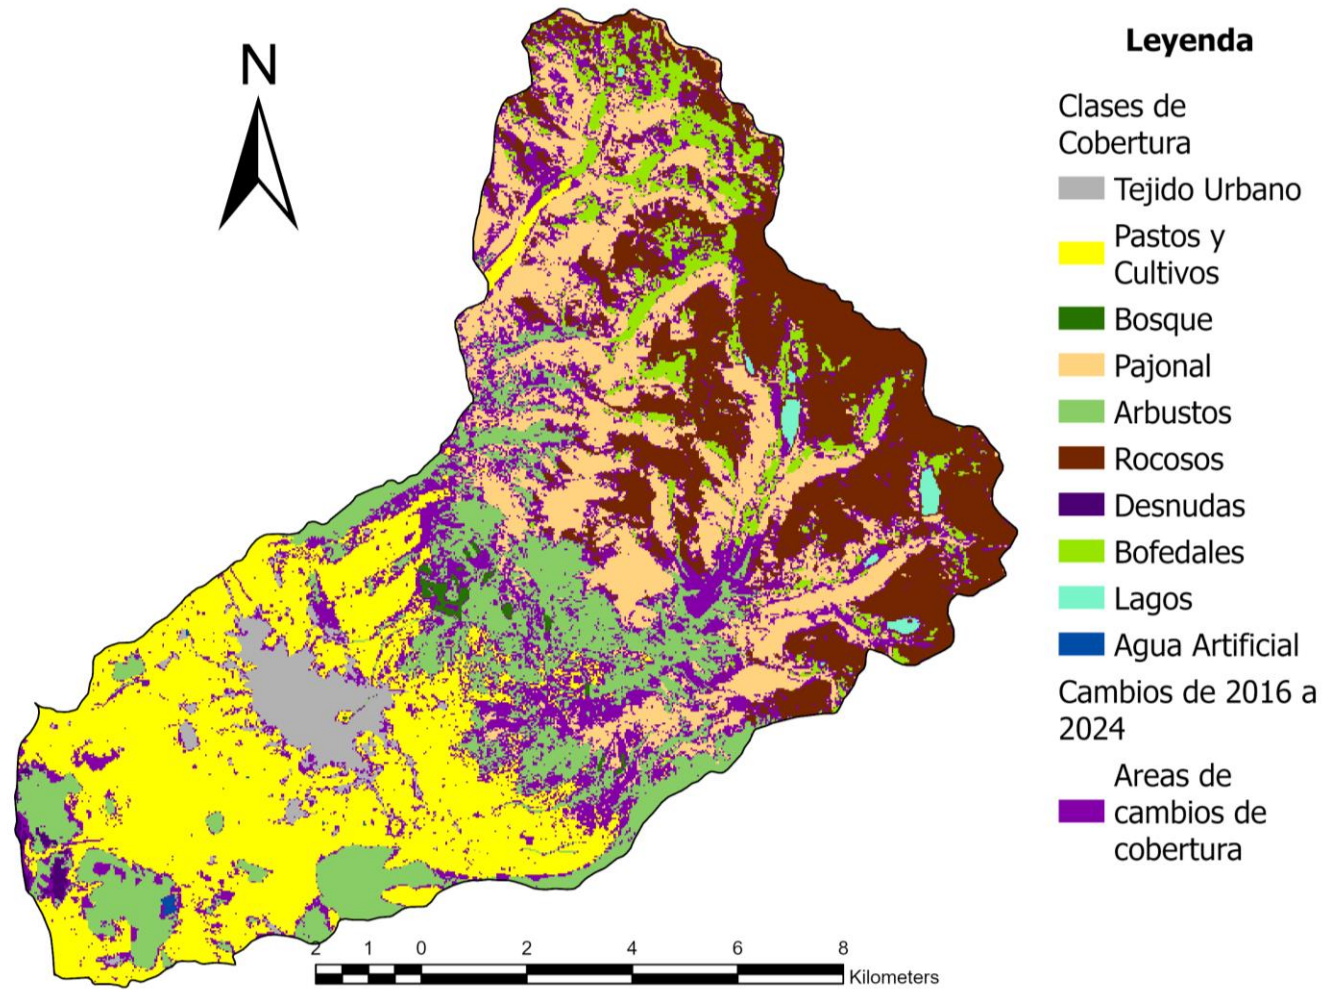 N
Leyenda
Clases de
Cobertura
Tejido Urbano
Pastos y
Cultivos
Bosque
Pajonal
Arbustos
Rocosos
Desnudas
Bofedales
Lagos
Agua Artificial
Cambios de 2016 a
2024
Areas de
cambios de
cobertura
2 1 0 2 4 6 8
Kilometers